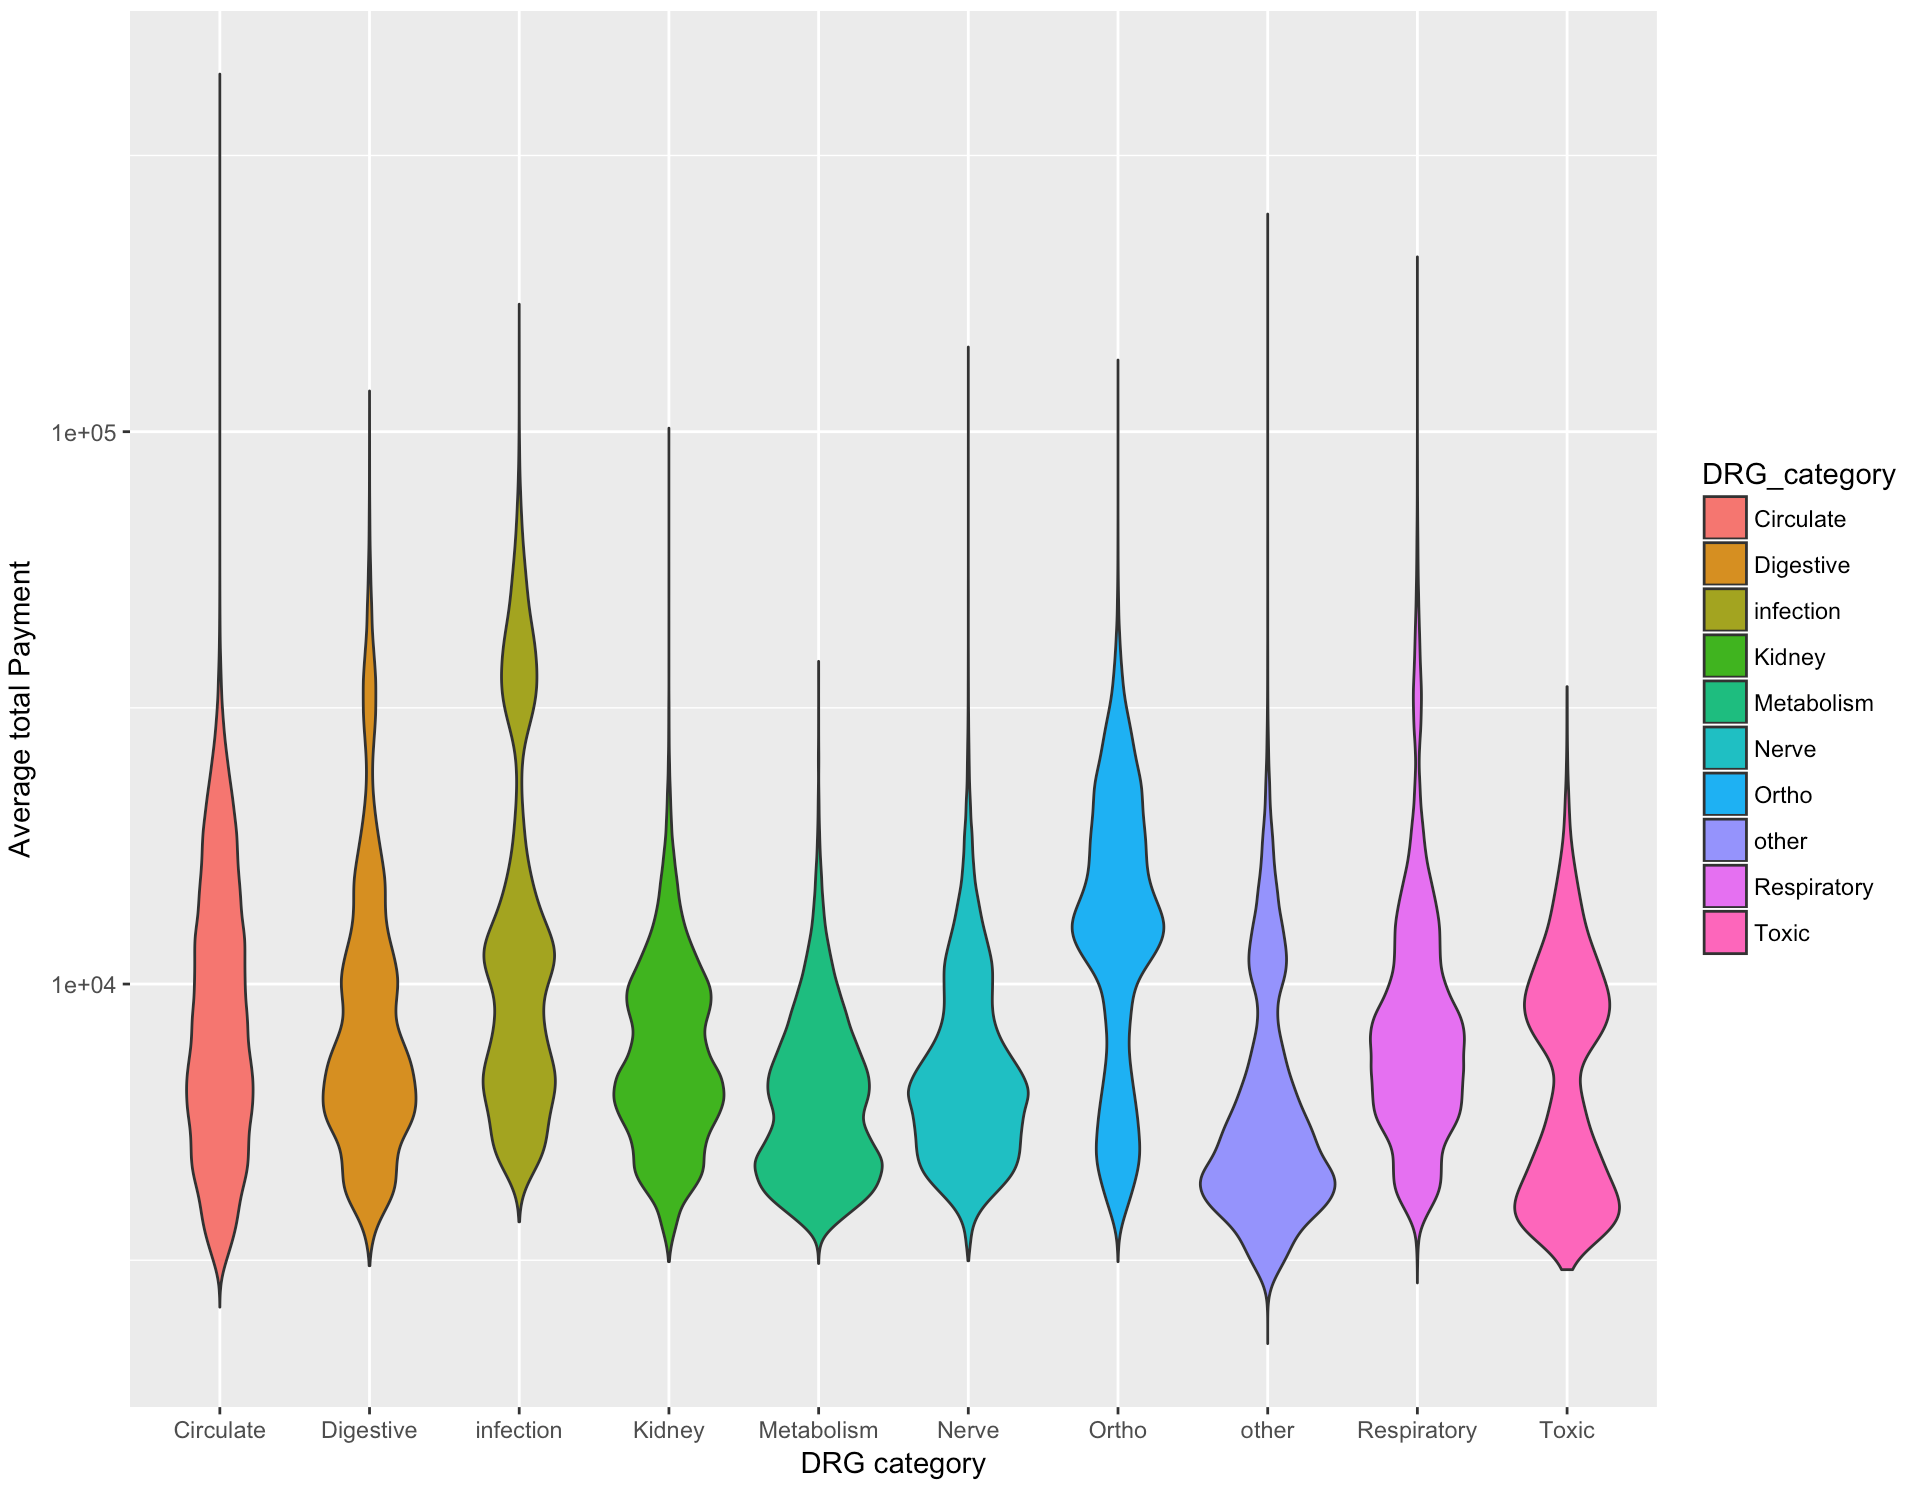 Average total Payment
1e+05
1e+04
Circulate
Digestive
infection
Kidney
Metabolism
Nerve
Ortho
other
Respiratory
Toxic
DRG category
DRG_category
Circulate
Digestive
infection
Kidney
Metabolism
Nerve
Ortho
other
Respiratory
Toxic